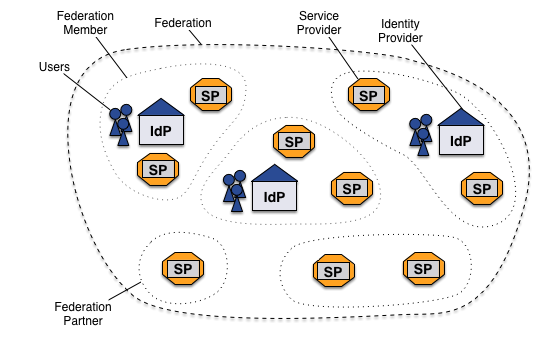 Federation
Member
Federation
Service
Provider
Identity
Provider
Users
SP
SP
IdP
IdP
SP
SP
IdP
SP
SP
SP
SP
SP
Federation
Partner